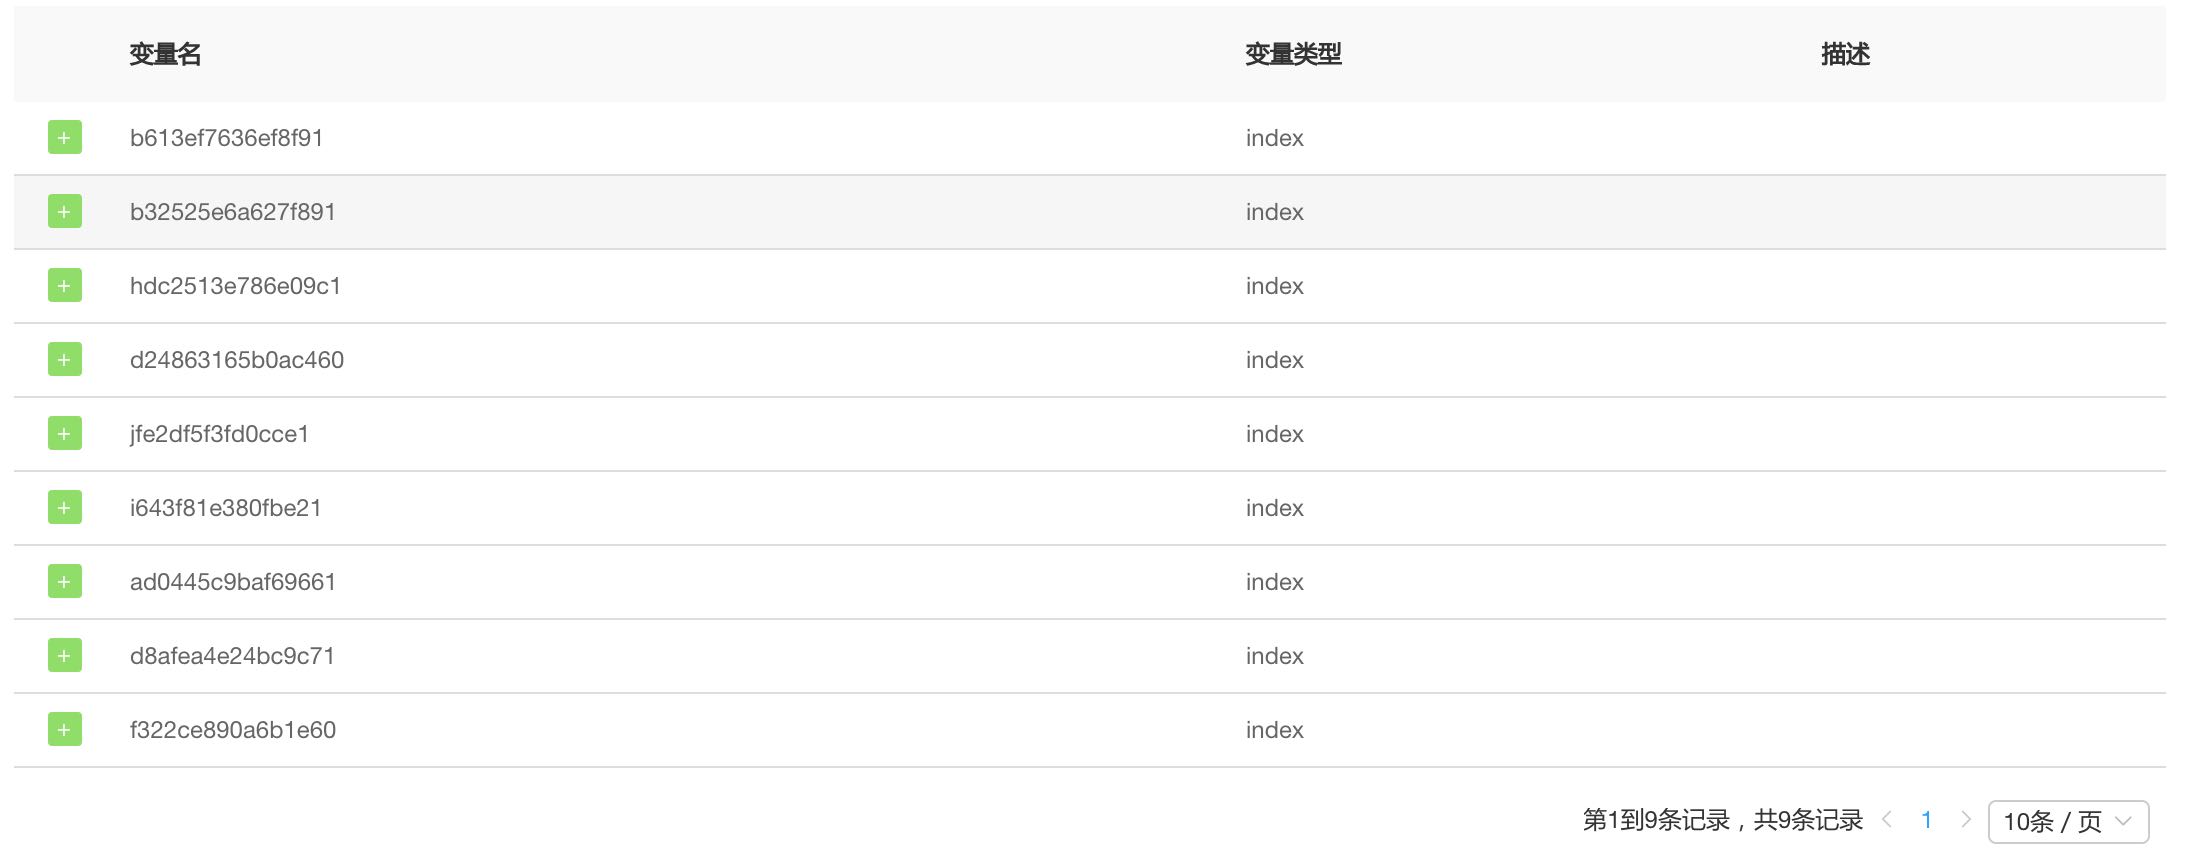 变量名 变量类型 描述
+ b613ef7636ef8f91 index
+ b32525e6a627f891 index
+ hdc2513e786e09c1 index
+ d24863165b0ac460 index
+ jfe2df5f3fd0cce1 index
+ i643f81e380fbe21 index
+ ad0445c9baf69661 index
+ d8afea4e24bc9c71 index
+ f322ce890a6b1e60 index
第1到9条记录，共9条记录 < 1 > 10条 / 页